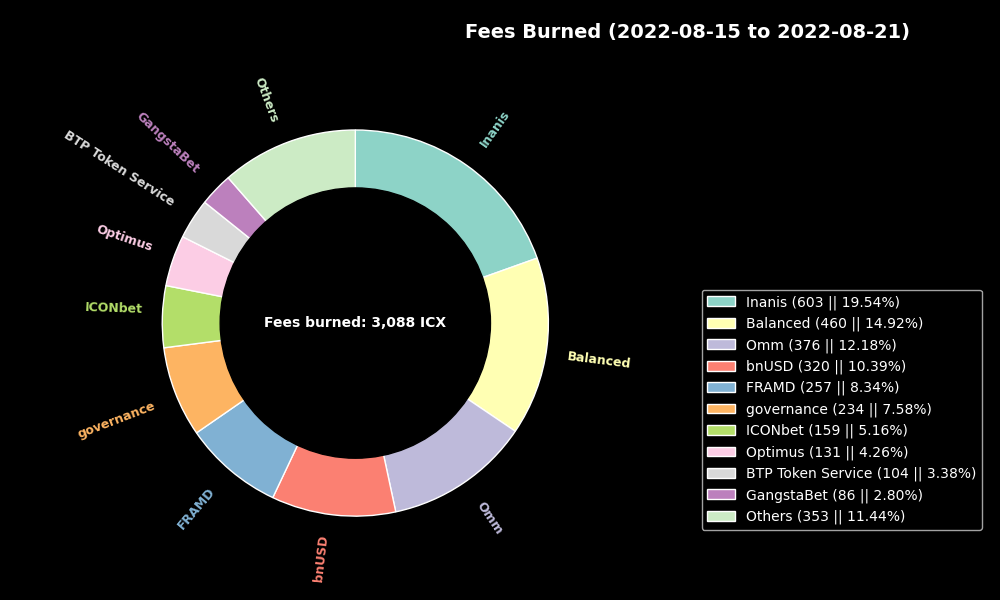 Fees Burned (2022-08-15 to 2022-08-21)
Others
Inanis
GangstaBet
BTP Token Service
Optimus
ICONbet
Fees burned: 3,088 ICX
Balanced
governance
FRAMD
Omm
bnUSD
Inanis (603 || 19.54%)
Balanced (460 || 14.92%)
Omm (376 || 12.18%)
bnUSD (320 || 10.39%)
FRAMD (257 || 8.34%)
governance (234 || 7.58%)
ICONbet (159 || 5.16%)
Optimus (131 || 4.26%)
BTP Token Service (104 || 3.38%)
GangstaBet (86 || 2.80%)
Others (353 || 11.44%)